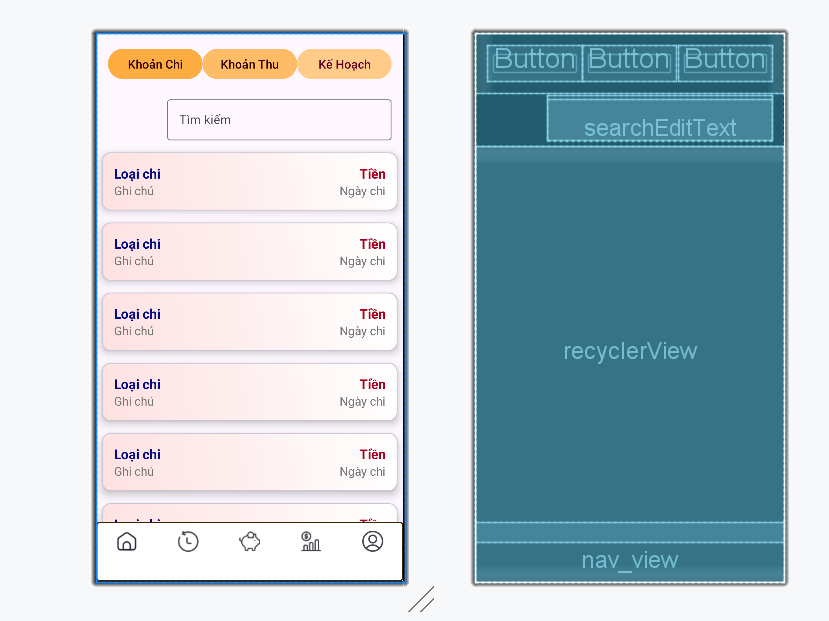 Khoản Chi Khoản Thu Kế Hoạch
Tìm kiếm
Loại chi Tiền
Ghi chú Ngày chi
Loại chi Tiền
Ghi chú Ngày chi
Loại chi Tiền
Ghi chú Ngày chi
Loại chi Tiền
Ghi chú Ngày chi
Loại chi Tiền
Ghi chú Ngày chi
Button Button Button
searchEditText
recyclerView
nav_view